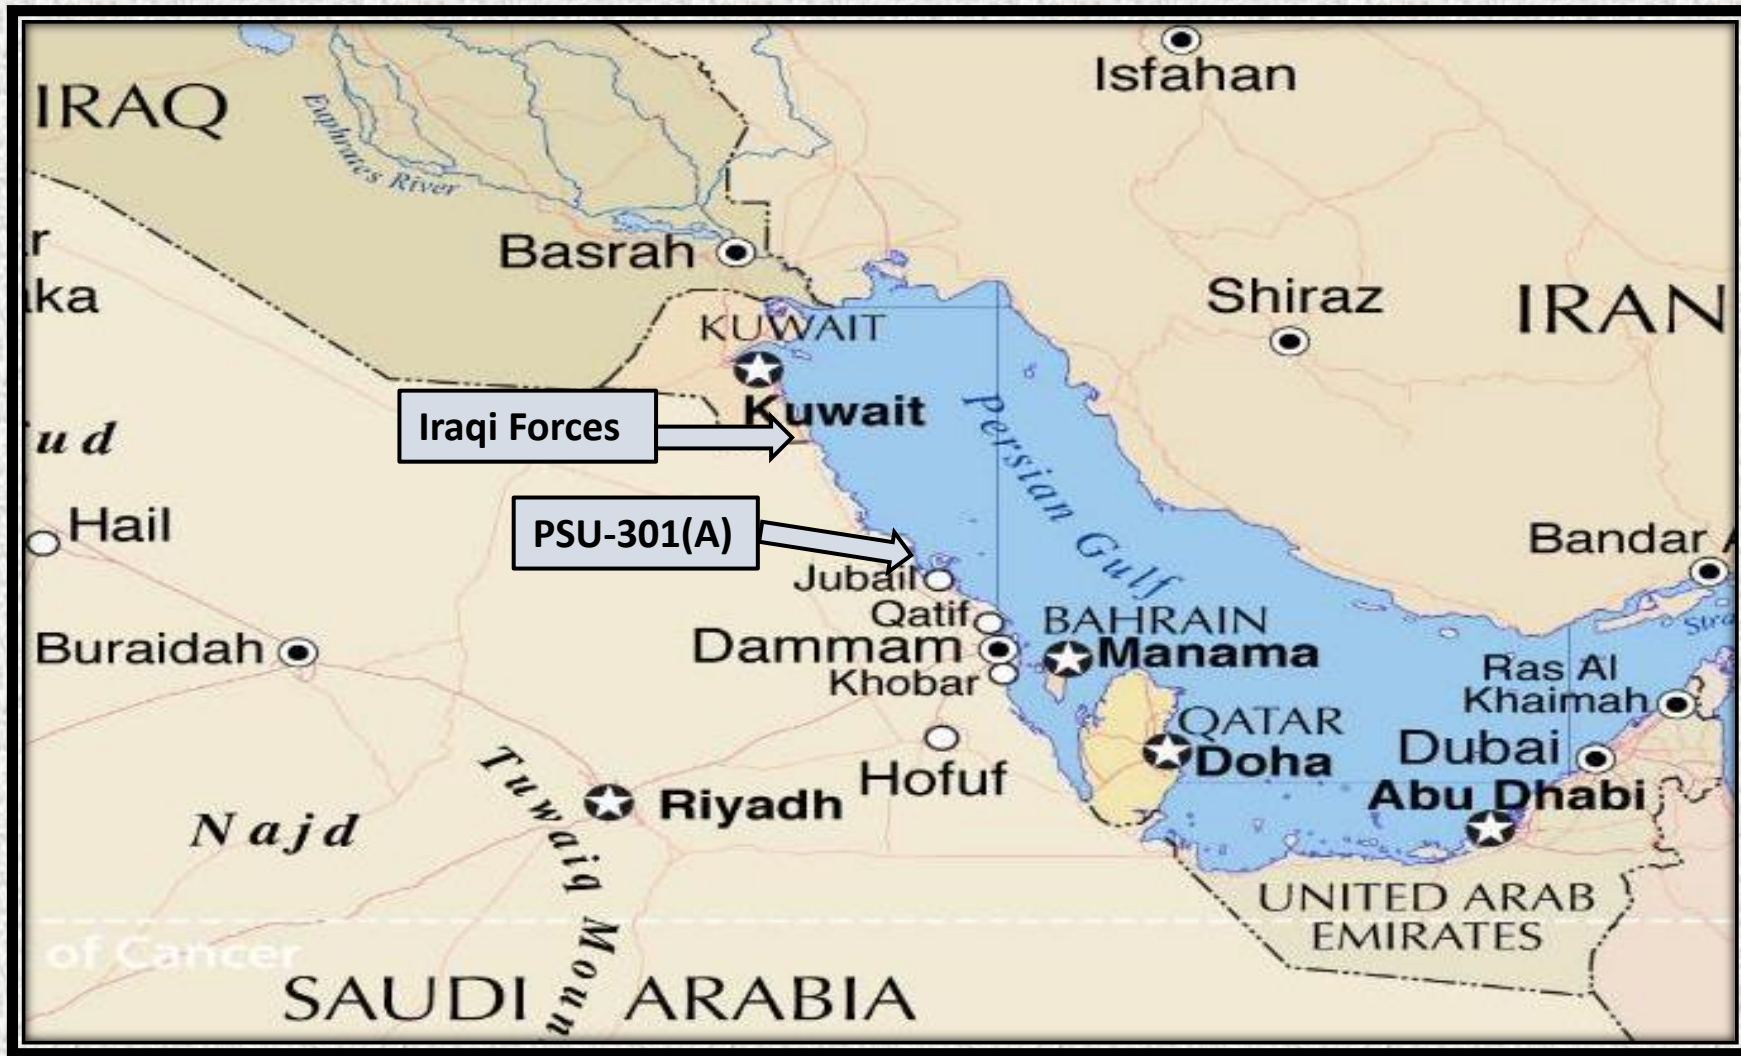 Isfahan
IRAQ
Euphrates River
Basrah
r
ka
Shiraz
IRAN
KUWAIT
Kuwait
Iraqi Forces
Persian Gulf
ud
PSU-301(A)
Hail
Bandar A
Jubail
Qatif
BAHRAIN
Stra
Buraidah
Dammam
Manama
Khobar
Ras Al
Khaimah
QATAR
Doha
Dubai
Hofuf
Tuwaiq Moun
Riyadh
Abu Dhabi
Najd
UNITED ARAB
EMIRATES
of Cancer
SAUDI ARABIA